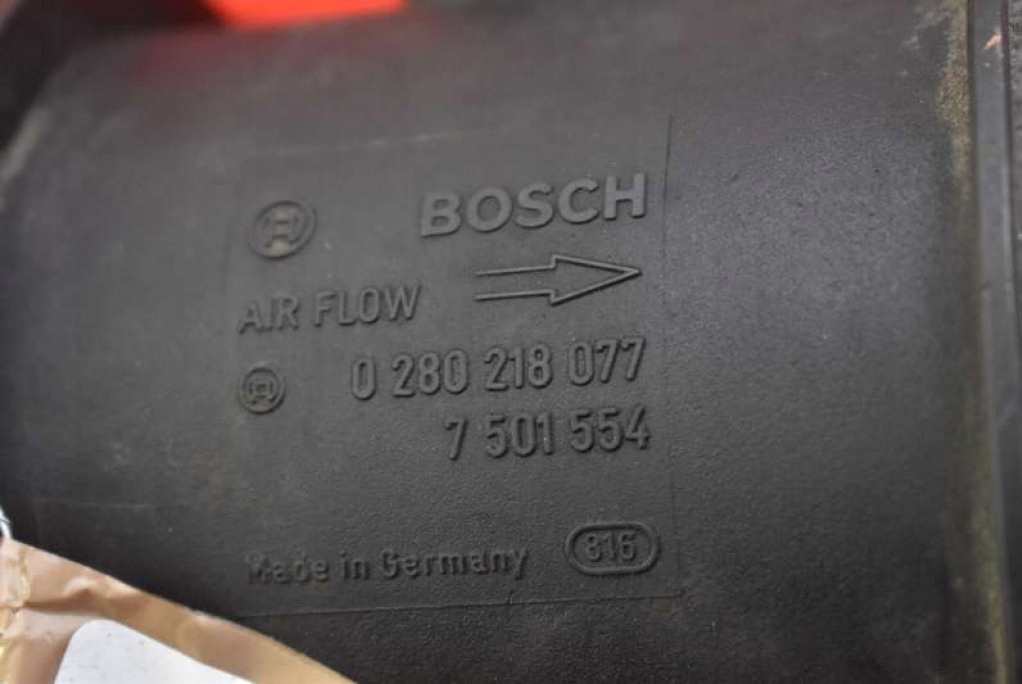 BOSCH
AIR FLOW
0 280 218 077
7 501 554
Made in Germany 816